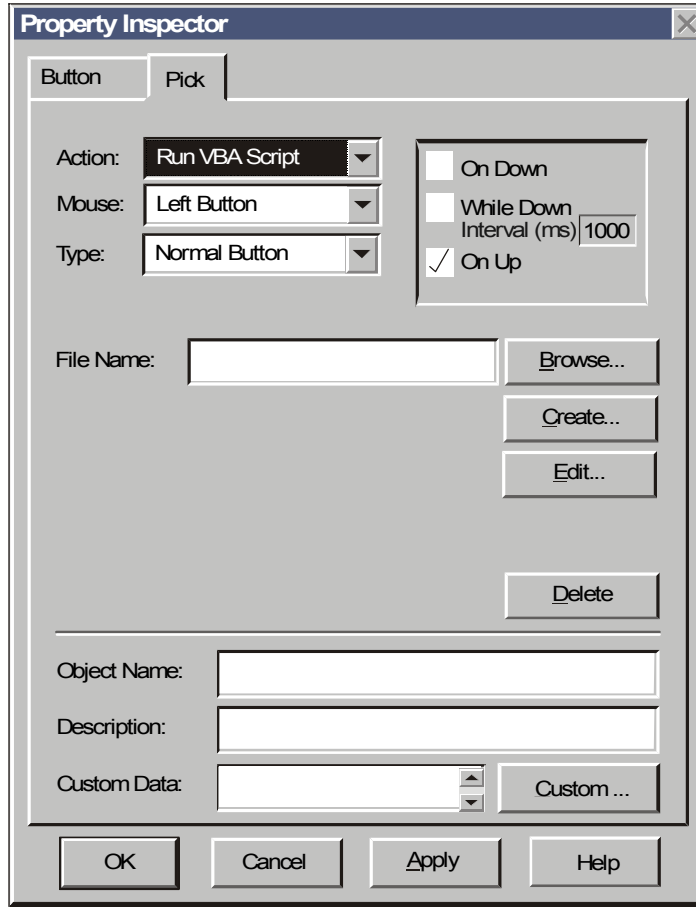 Property Inspector
Button Pick
Action: Run VBA Script
Mouse: Left Button
Type: Normal Button
On Down
While Down
Interval (ms) 1000
On Up
File Name: Browse...
Create...
Edit...
Delete
Object Name:
Description:
Custom Data: Custom ...
OK Cancel Apply Help